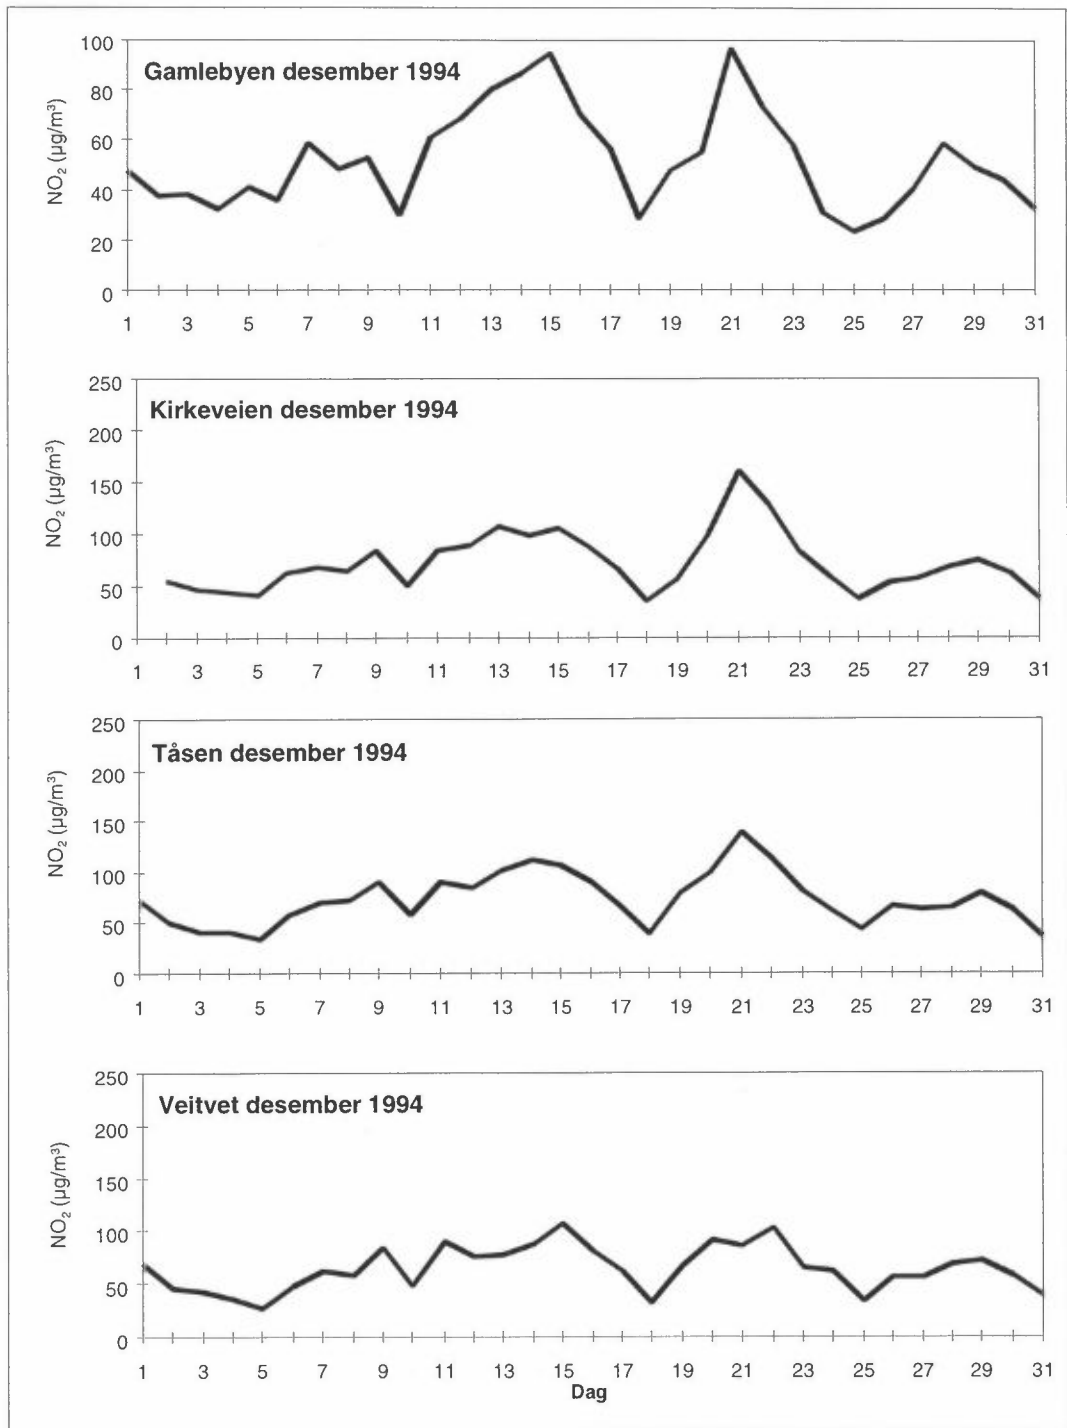 Gamlebyen desember 1994
NO₂ (µg/m³)
100
80
60
40
20
0
1 3 5 7 9 11 13 15 17 19 21 23 25 27 29 31
Kirkeveien desember 1994
NO₂ (µg/m³)
250
200
150
100
50
0
1 3 5 7 9 11 13 15 17 19 21 23 25 27 29 31
Tåsen desember 1994
NO₂ (µg/m³)
250
200
150
100
50
0
1 3 5 7 9 11 13 15 17 19 21 23 25 27 29 31
Veitvet desember 1994
NO₂ (µg/m³)
250
200
150
100
50
0
1 3 5 7 9 11 13 15 17 19 21 23 25 27 29 31
Dag